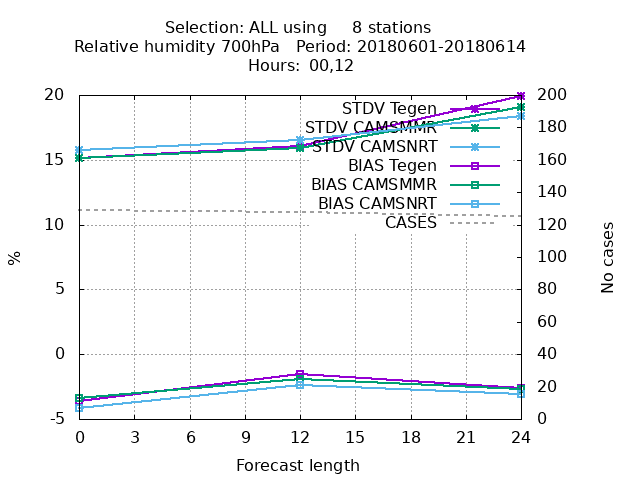 Selection: ALL using     8 stations
Relative humidity 700hPa   Period: 20180601-20180614
Hours: 00,12
20
15
10
5
0
-5
%
200
180
160
140
120
100
80
60
40
20
0
No cases
STDV Tegen
STDV CAMSMMR
STDV CAMSNRT
BIAS Tegen
BIAS CAMSMMR
BIAS CAMSNRT
CASES
0 3 6 9 12 15 18 21 24
Forecast length